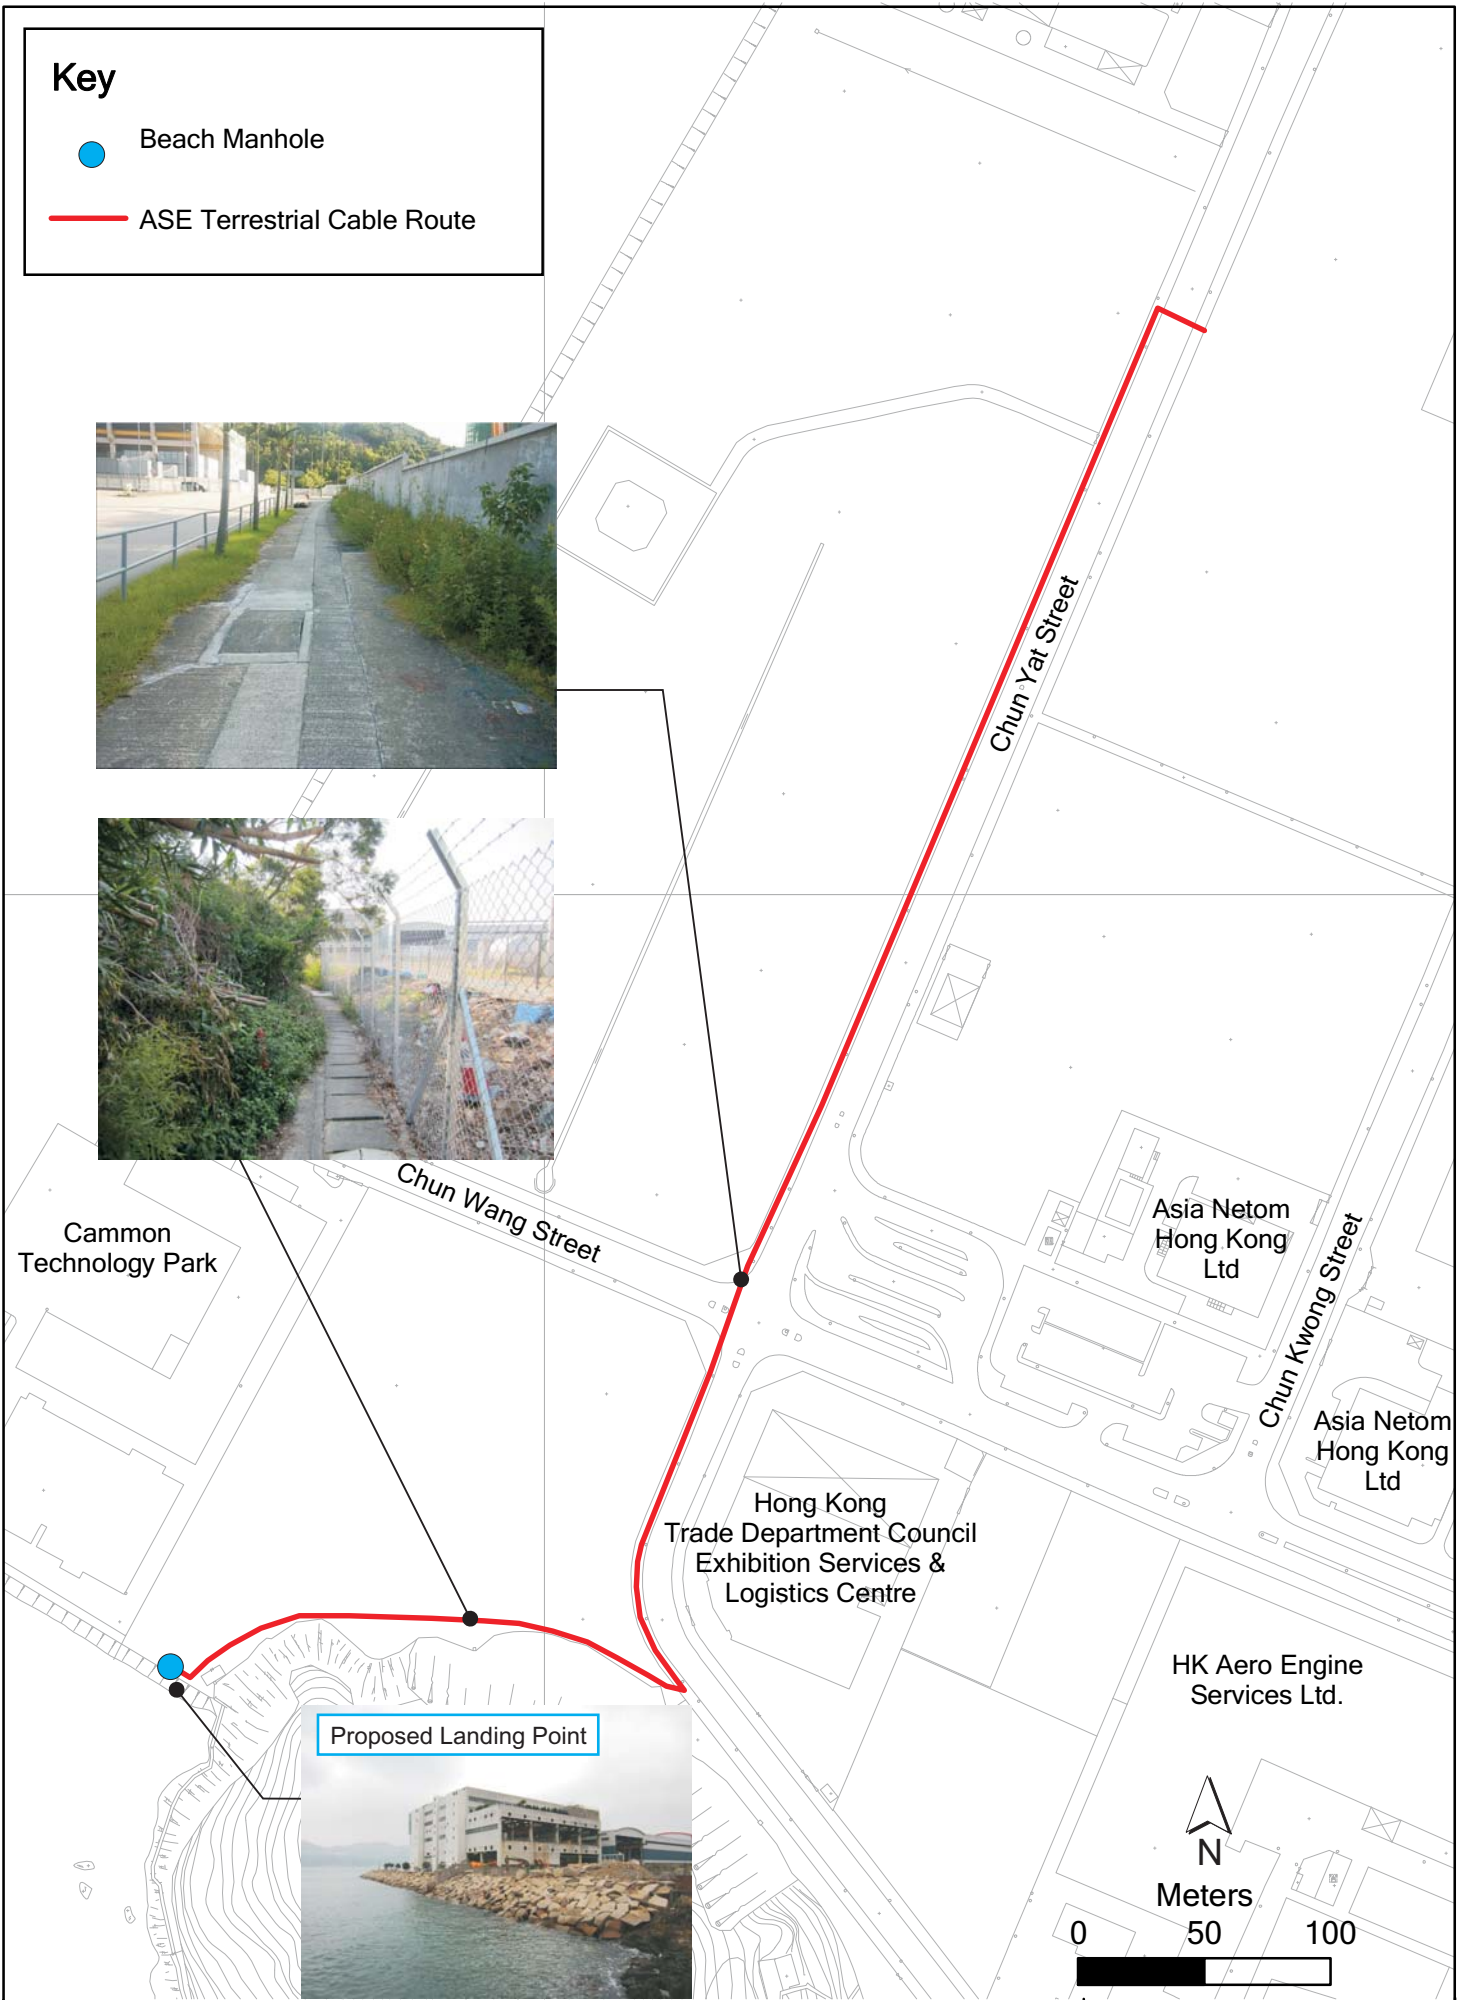 Key
Beach Manhole
ASE Terrestrial Cable Route
Chun Yat Street
Chun Wang Street
Cammon
Technology Park
Asia Netom
Hong Kong
Ltd
Chun Kwong Street
Asia Netom
Hong Kong
Ltd
Hong Kong
Trade Department Council
Exhibition Services &
Logistics Centre
HK Aero Engine
Services Ltd.
Proposed Landing Point
N
Meters
0 50 100